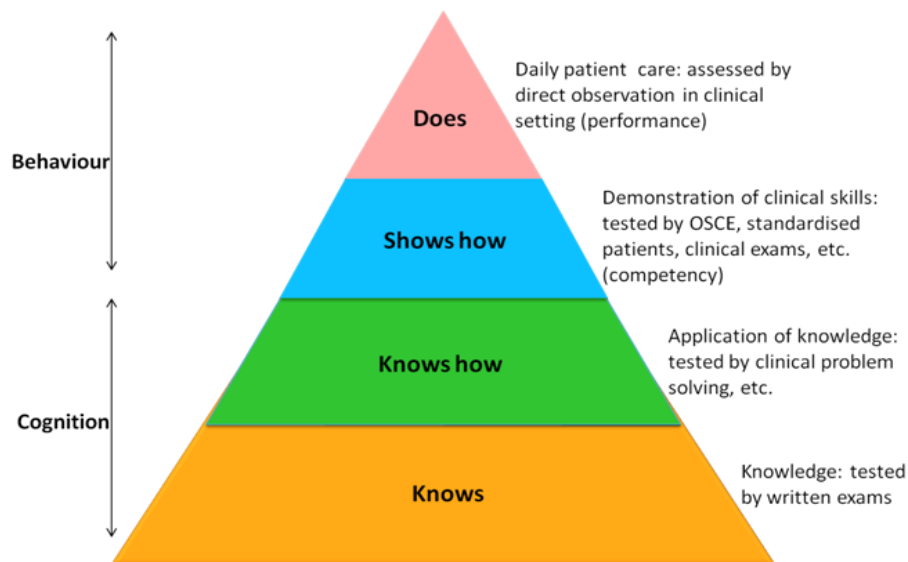 Behaviour
Cognition
Does
Daily patient care: assessed by
direct observation in clinical
setting (performance)
Shows how
Demonstration of clinical skills:
tested by OSCE, standardised
patients, clinical exams, etc.
(competency)
Knows how
Application of knowledge:
tested by clinical problem
solving, etc.
Knows
Knowledge: tested
by written exams